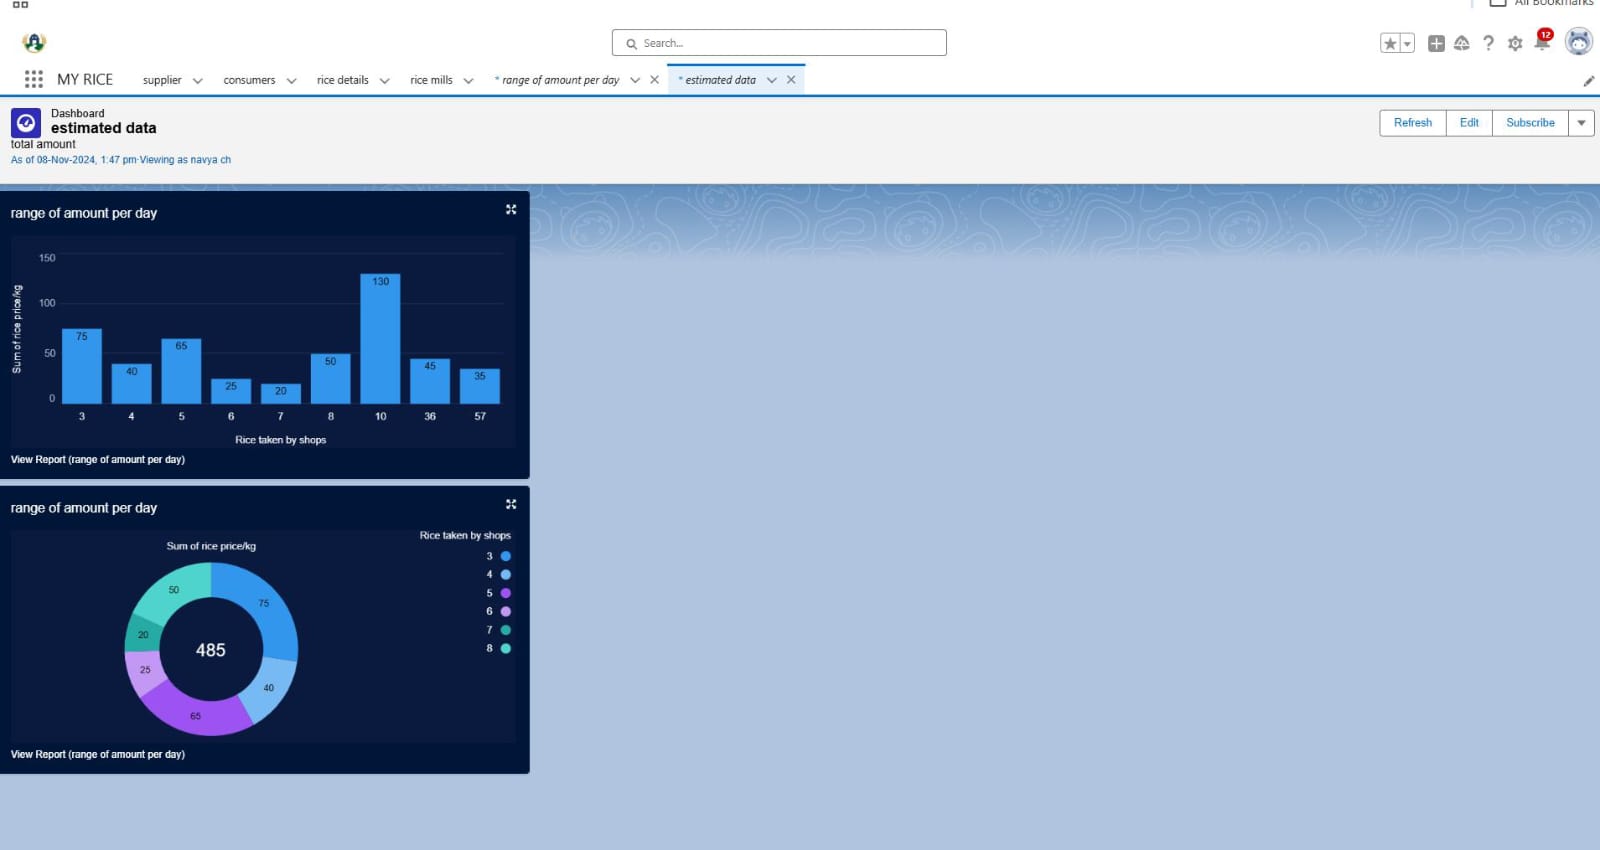 All Bookmarks
Search...
12
MY RICE supplier consumers rice details rice mills * range of amount per day * estimated data
Dashboard
estimated data
total amount
As of 08-Nov-2024, 1:47 pm·Viewing as navya ch
Refresh Edit Subscribe
range of amount per day
Sum of rice price/kg
150
100
50
0
75 40 65 25 20 50 130 45 35
3 4 5 6 7 8 10 36 57
Rice taken by shops
View Report (range of amount per day)
range of amount per day
Sum of rice price/kg
Rice taken by shops
3
4
5
6
7
8
75
40
65
25
20
50
485
View Report (range of amount per day)